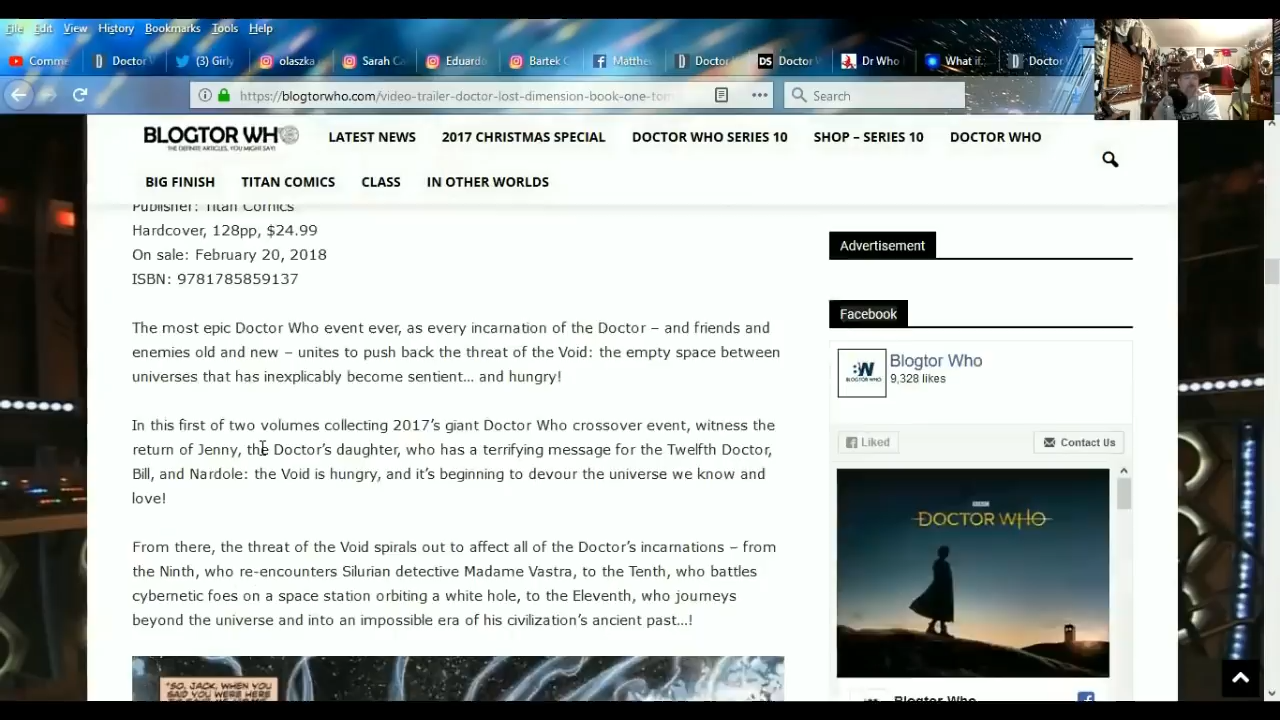 File Edit View History Bookmarks Tools Help
Comme Doctor (3) Girly olaszka Sarah Ca Eduardo Bartek Matthe Doctor Doctor Dr Who What if Doctor
https://blogtorwho.com/video-trailer-doctor-lost-dimension-book-one-tom
Search
BLOGTOR WHO
THE DEFINITE ARTICLES, YOU MIGHT SAY!
LATEST NEWS 2017 CHRISTMAS SPECIAL DOCTOR WHO SERIES 10 SHOP – SERIES 10 DOCTOR WHO
BIG FINISH TITAN COMICS CLASS IN OTHER WORLDS
Publisher: Titan Comics
Hardcover, 128pp, $24.99
On sale: February 20, 2018
ISBN: 9781785859137
The most epic Doctor Who event ever, as every incarnation of the Doctor – and friends and
enemies old and new – unites to push back the threat of the Void: the empty space between
universes that has inexplicably become sentient… and hungry!
In this first of two volumes collecting 2017’s giant Doctor Who crossover event, witness the
return of Jenny, the Doctor’s daughter, who has a terrifying message for the Twelfth Doctor,
Bill, and Nardole: the Void is hungry, and it’s beginning to devour the universe we know and
love!
From there, the threat of the Void spirals out to affect all of the Doctor’s incarnations – from
the Ninth, who re-encounters Silurian detective Madame Vastra, to the Tenth, who battles
cybernetic foes on a space station orbiting a white hole, to the Eleventh, who journeys
beyond the universe and into an impossible era of his civilization’s ancient past…!
"SO, JACK, WHEN YOU
SAID YOU WERE HERE
Advertisement
Facebook
BW
BLOGTOR WHO
Blogtor Who
9,328 likes
Liked
Contact Us
BBC
DOCTOR WHO
Blogtor Who